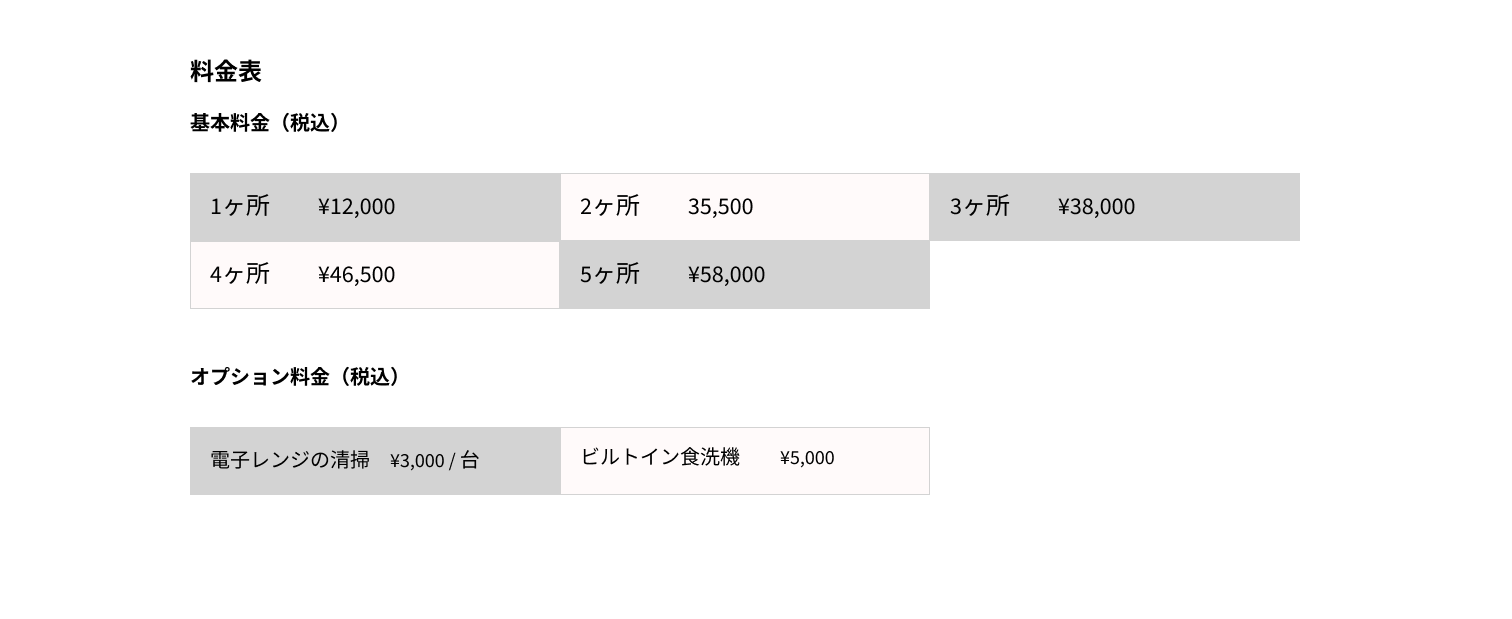 料金表
基本料金（税込）
1ヶ所 ¥12,000 2ヶ所 35,500 3ヶ所 ¥38,000
4ヶ所 ¥46,500 5ヶ所 ¥58,000
オプション料金（税込）
電子レンジの清掃 ¥3,000 / 台 ビルトイン食洗機 ¥5,000